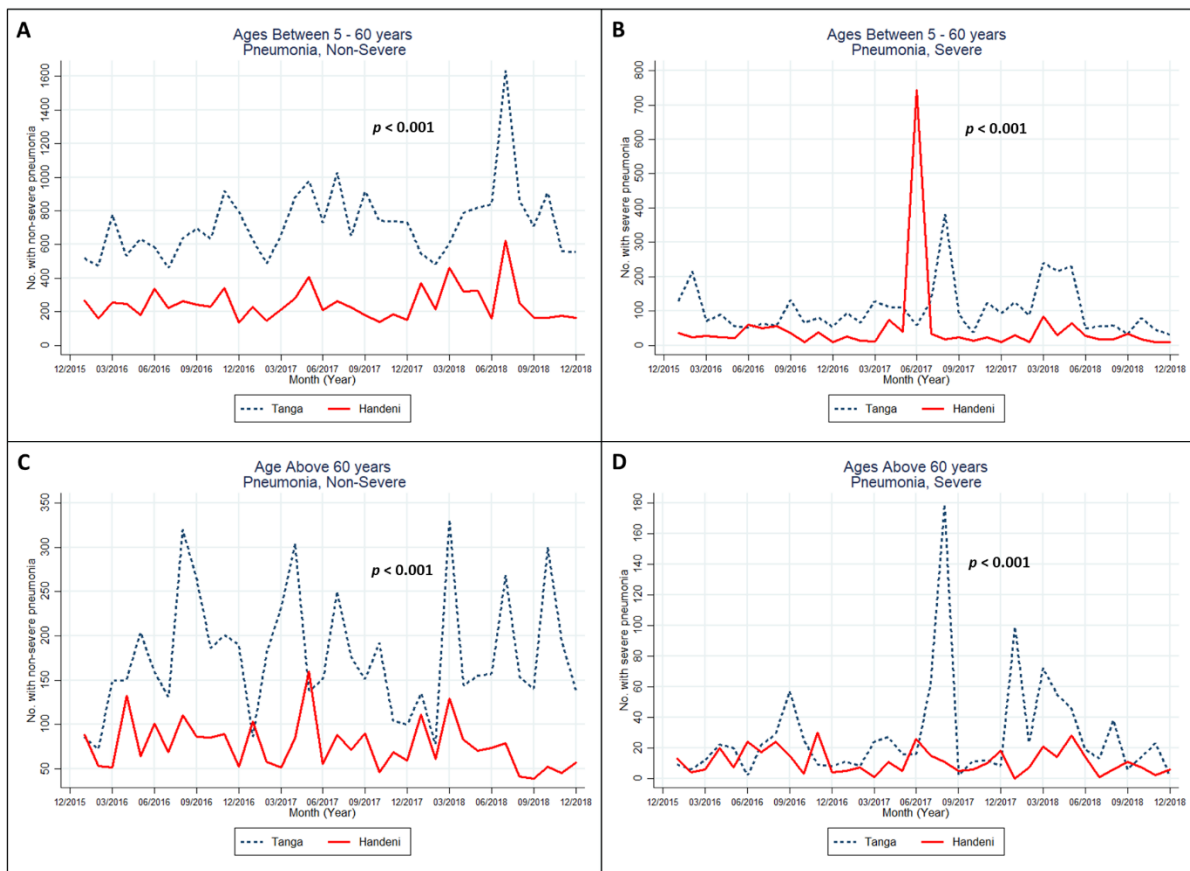 A
Ages Between 5 - 60 years
Pneumonia, Non-Severe
No. with non-severe pneumonia
1600
1400
1200
1000
800
600
400
200
0
p < 0.001
12/2015 03/2016 06/2016 09/2016 12/2016 03/2017 06/2017 09/2017 12/2017 03/2018 06/2018 09/2018 12/2018
Month (Year)
Tanga Handeni
B
Ages Between 5 - 60 years
Pneumonia, Severe
No. with severe pneumonia
800
700
600
500
400
300
200
100
0
p < 0.001
12/2015 03/2016 06/2016 09/2016 12/2016 03/2017 06/2017 09/2017 12/2017 03/2018 06/2018 09/2018 12/2018
Month (Year)
Tanga Handeni
C
Age Above 60 years
Pneumonia, Non-Severe
No. with non-severe pneumonia
350
300
250
200
150
100
50
p < 0.001
12/2015 03/2016 06/2016 09/2016 12/2016 03/2017 06/2017 09/2017 12/2017 03/2018 06/2018 09/2018 12/2018
Month (Year)
Tanga Handeni
D
Ages Above 60 years
Pneumonia, Severe
No. with severe pneumonia
180
160
140
120
100
80
60
40
20
0
p < 0.001
12/2015 03/2016 06/2016 09/2016 12/2016 03/2017 06/2017 09/2017 12/2017 03/2018 06/2018 09/2018 12/2018
Month (Year)
Tanga Handeni